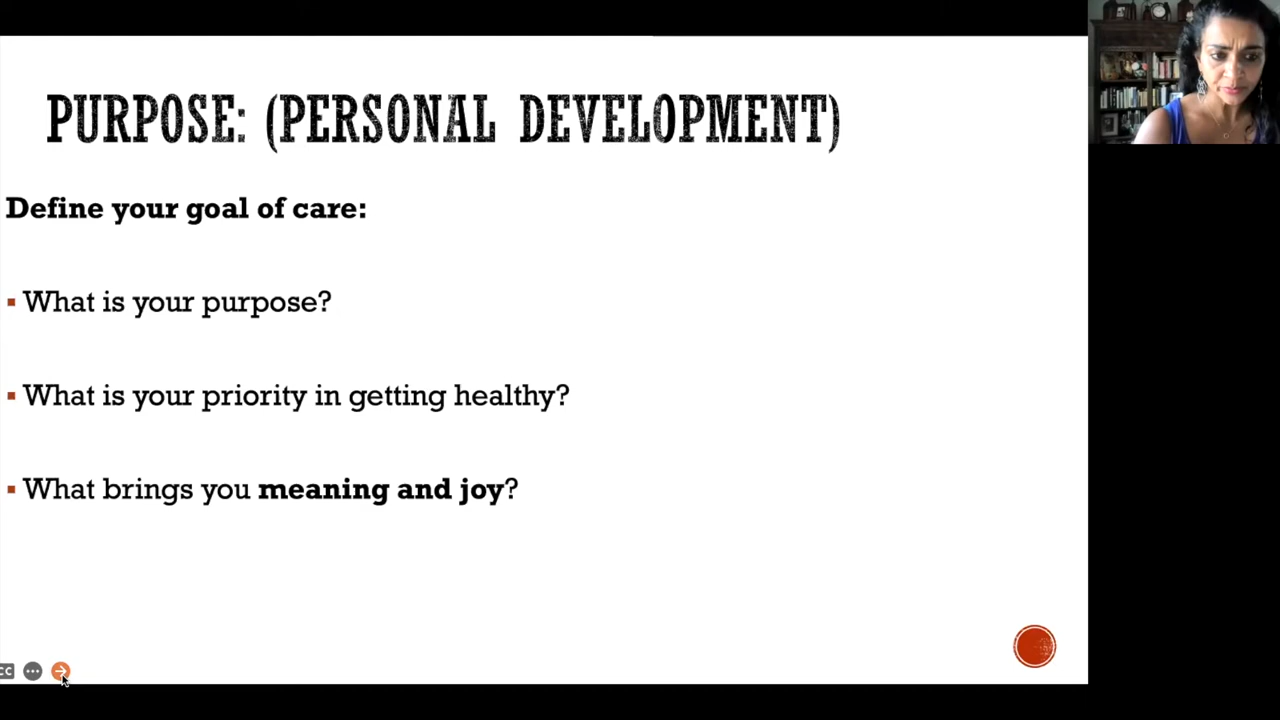 PURPOSE: (PERSONAL DEVELOPMENT)
Define your goal of care:
▪ What is your purpose?
▪ What is your priority in getting healthy?
▪ What brings you meaning and joy?
CC